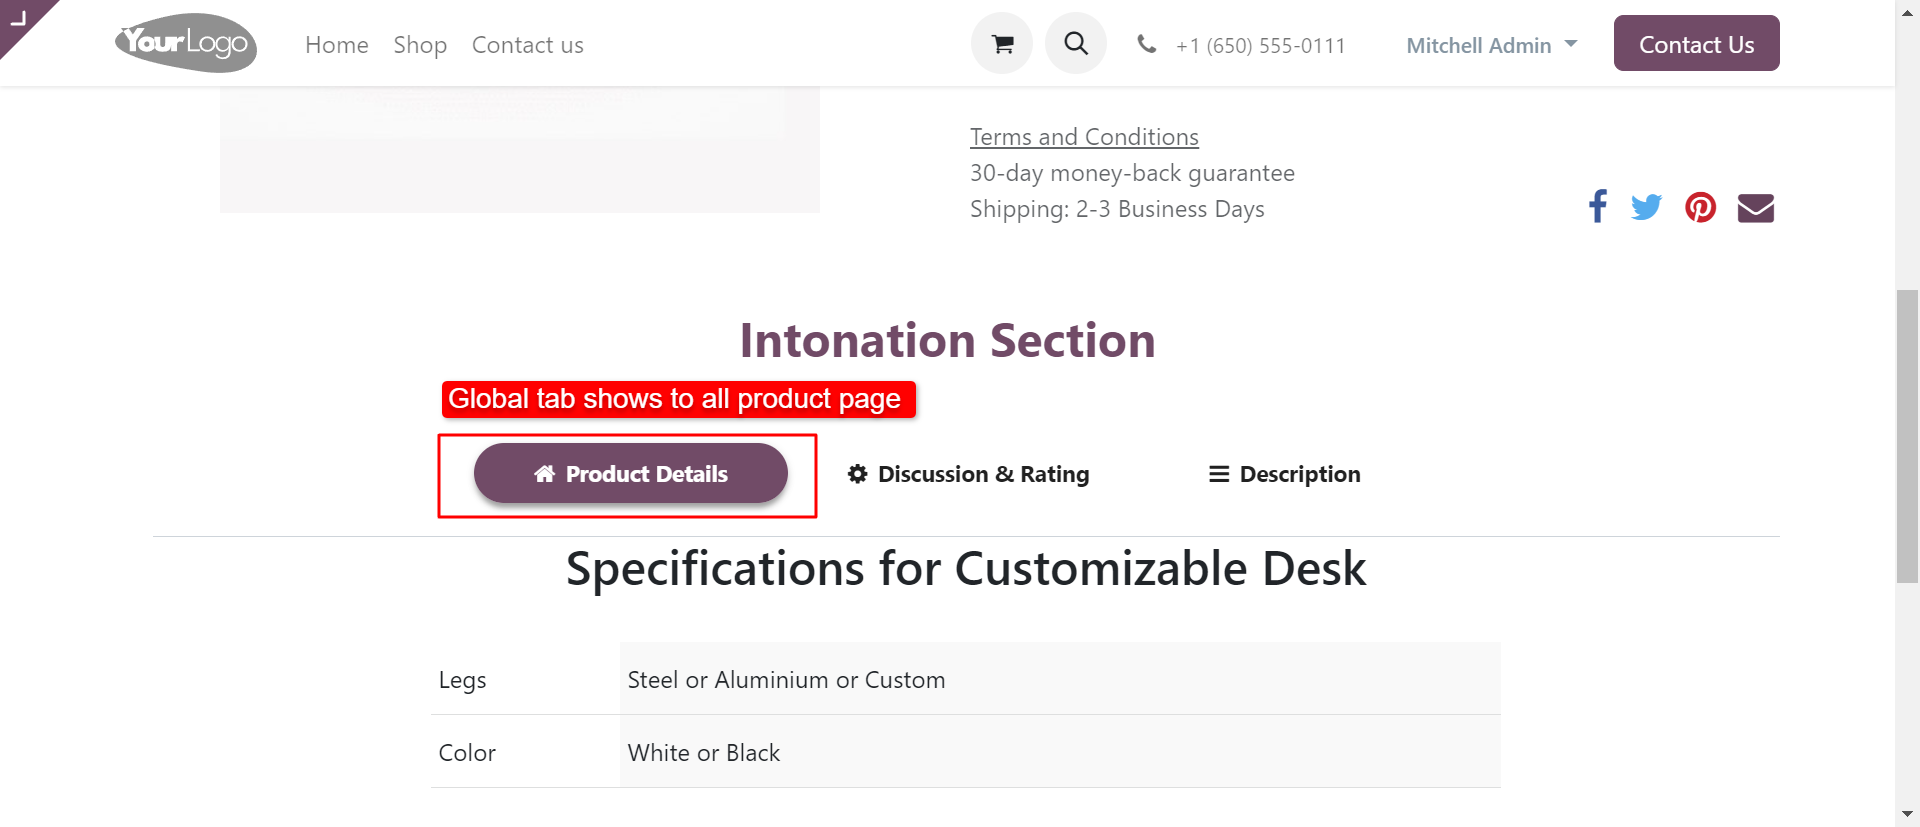 YourLogo
Home Shop Contact us
+1 (650) 555-0111
Mitchell Admin
Contact Us
Terms and Conditions
30-day money-back guarantee
Shipping: 2-3 Business Days
Intonation Section
Global tab shows to all product page
Product Details
Discussion & Rating
Description
Specifications for Customizable Desk
Legs Steel or Aluminium or Custom
Color White or Black